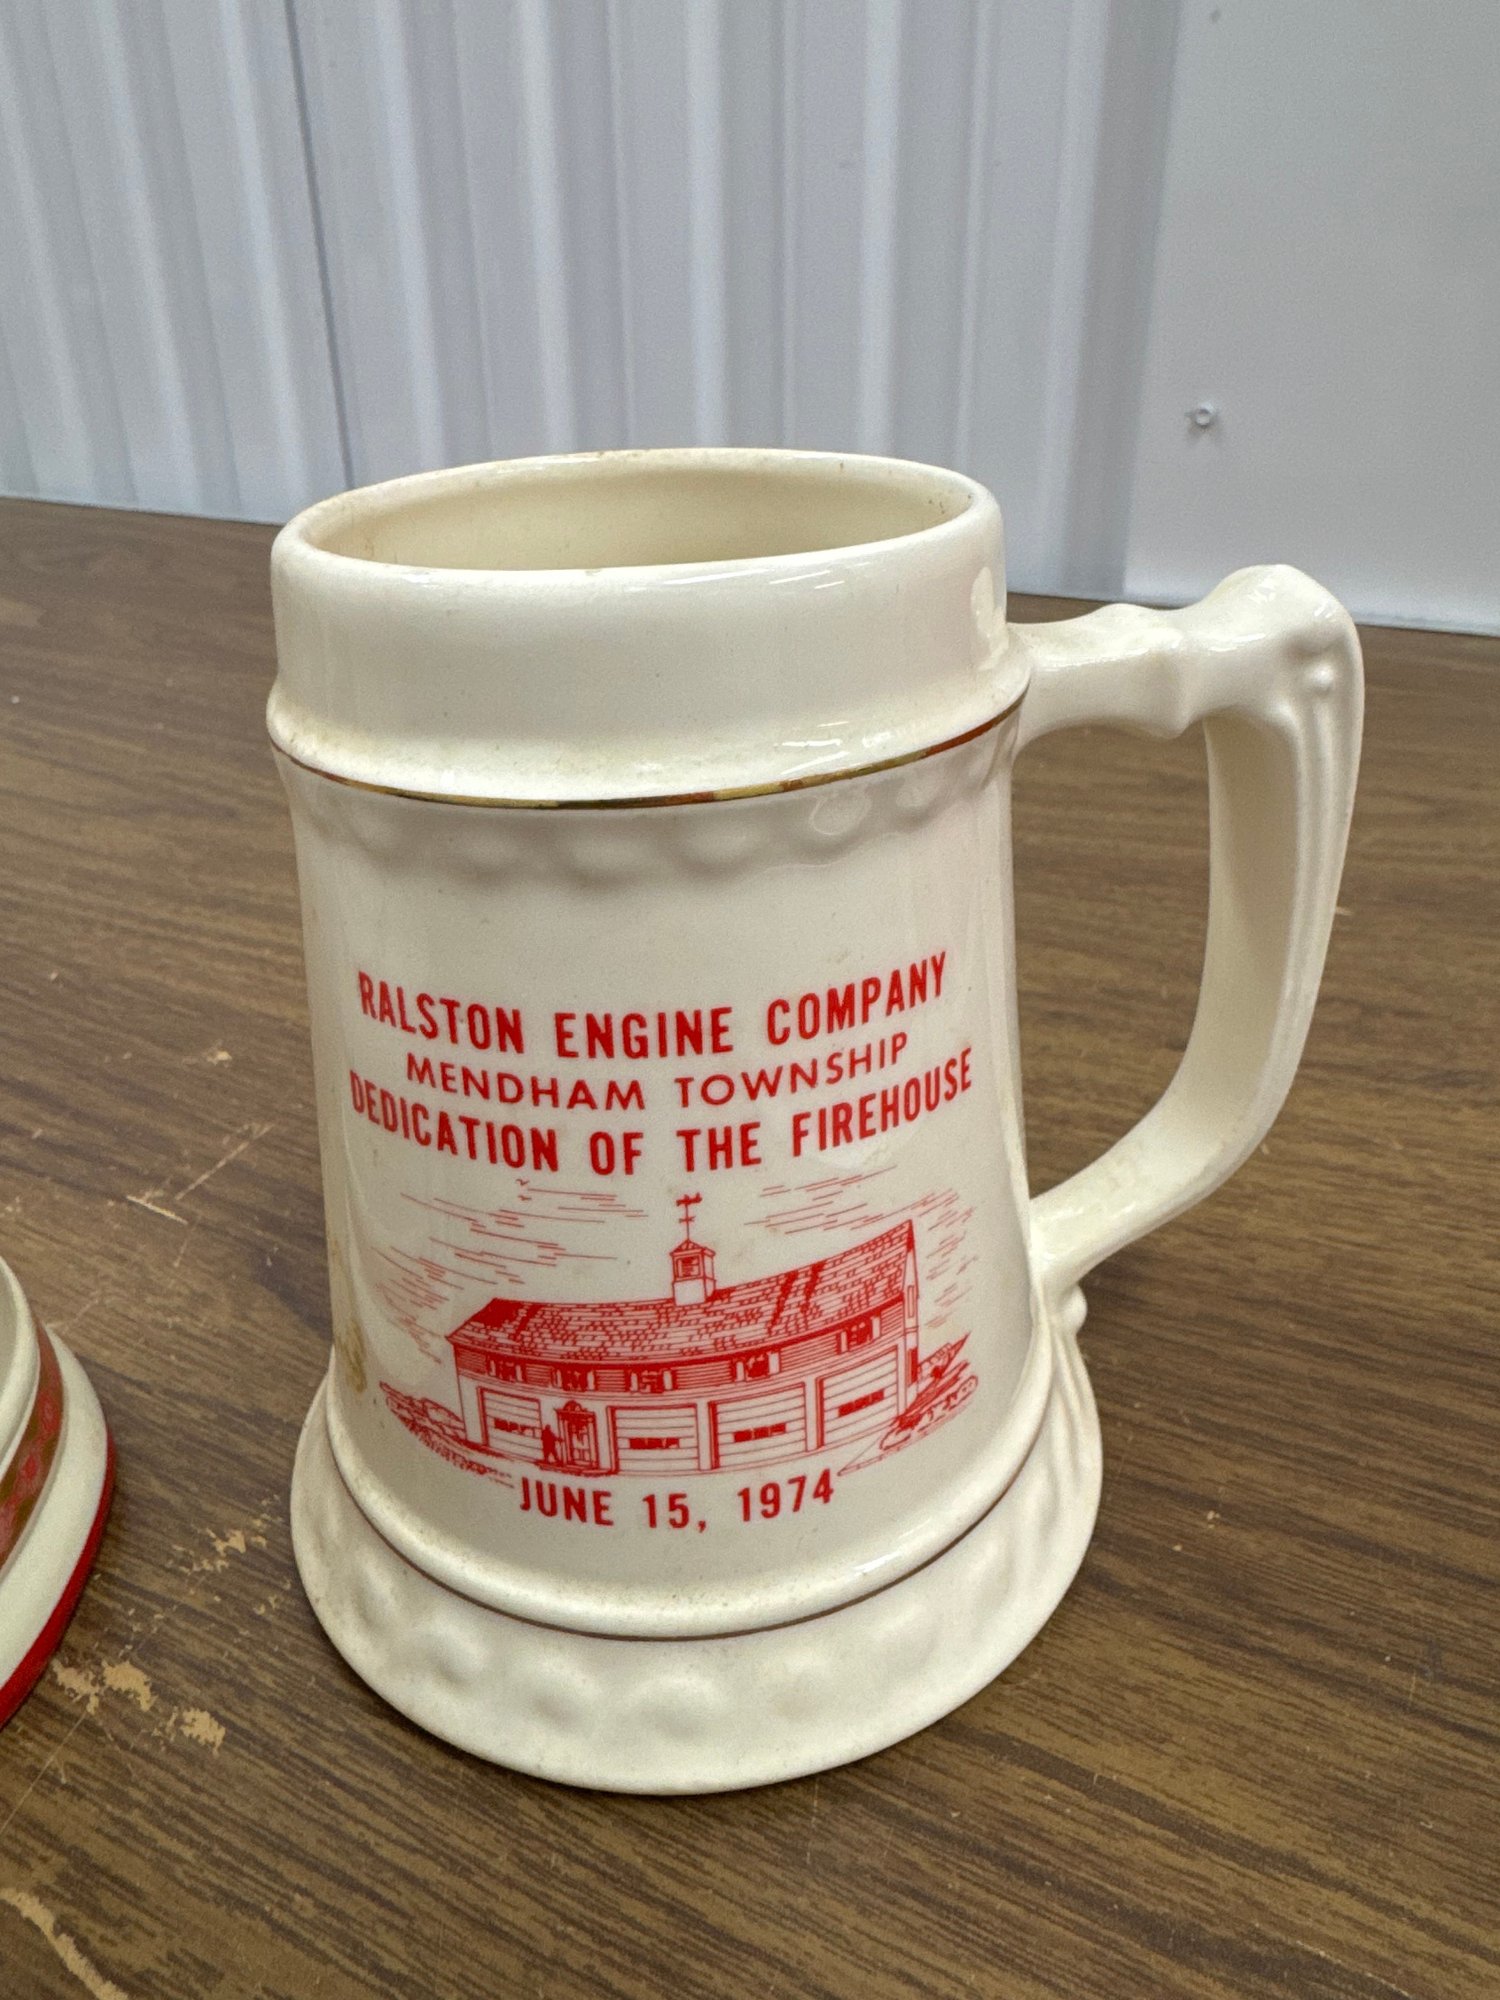 RALSTON ENGINE COMPANY
MENDHAM TOWNSHIP
DEDICATION OF THE FIREHOUSE
JUNE 15, 1974